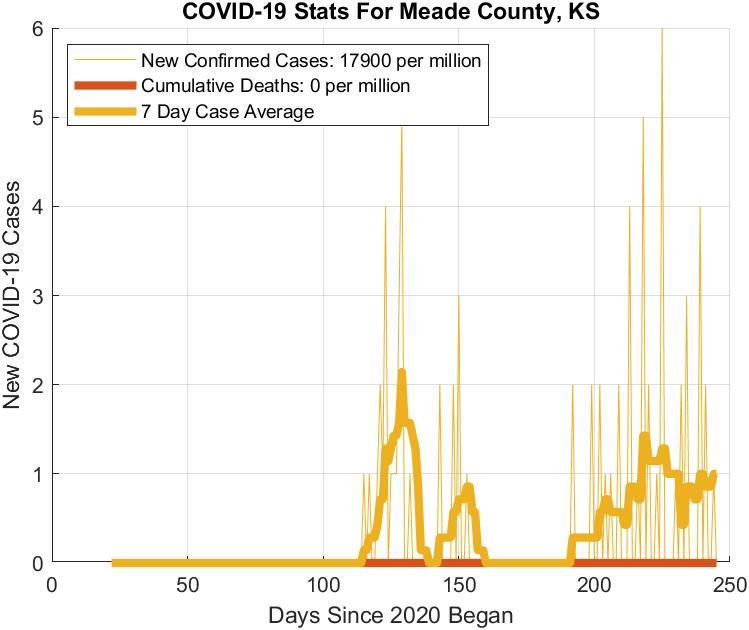 COVID-19 Stats For Meade County, KS
New Confirmed Cases: 17900 per million
Cumulative Deaths: 0 per million
7 Day Case Average
New COVID-19 Cases
6
5
4
3
2
1
0
0 50 100 150 200 250
Days Since 2020 Began